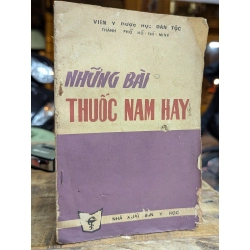 VIỆN Y DƯỢC HỌC DÂN TỘC
THÀNH PHỐ HỒ CHÍ MINH
NHỮNG BÀI
THUỐC NAM HAY
NHÀ XUẤT BẢN Y HỌC